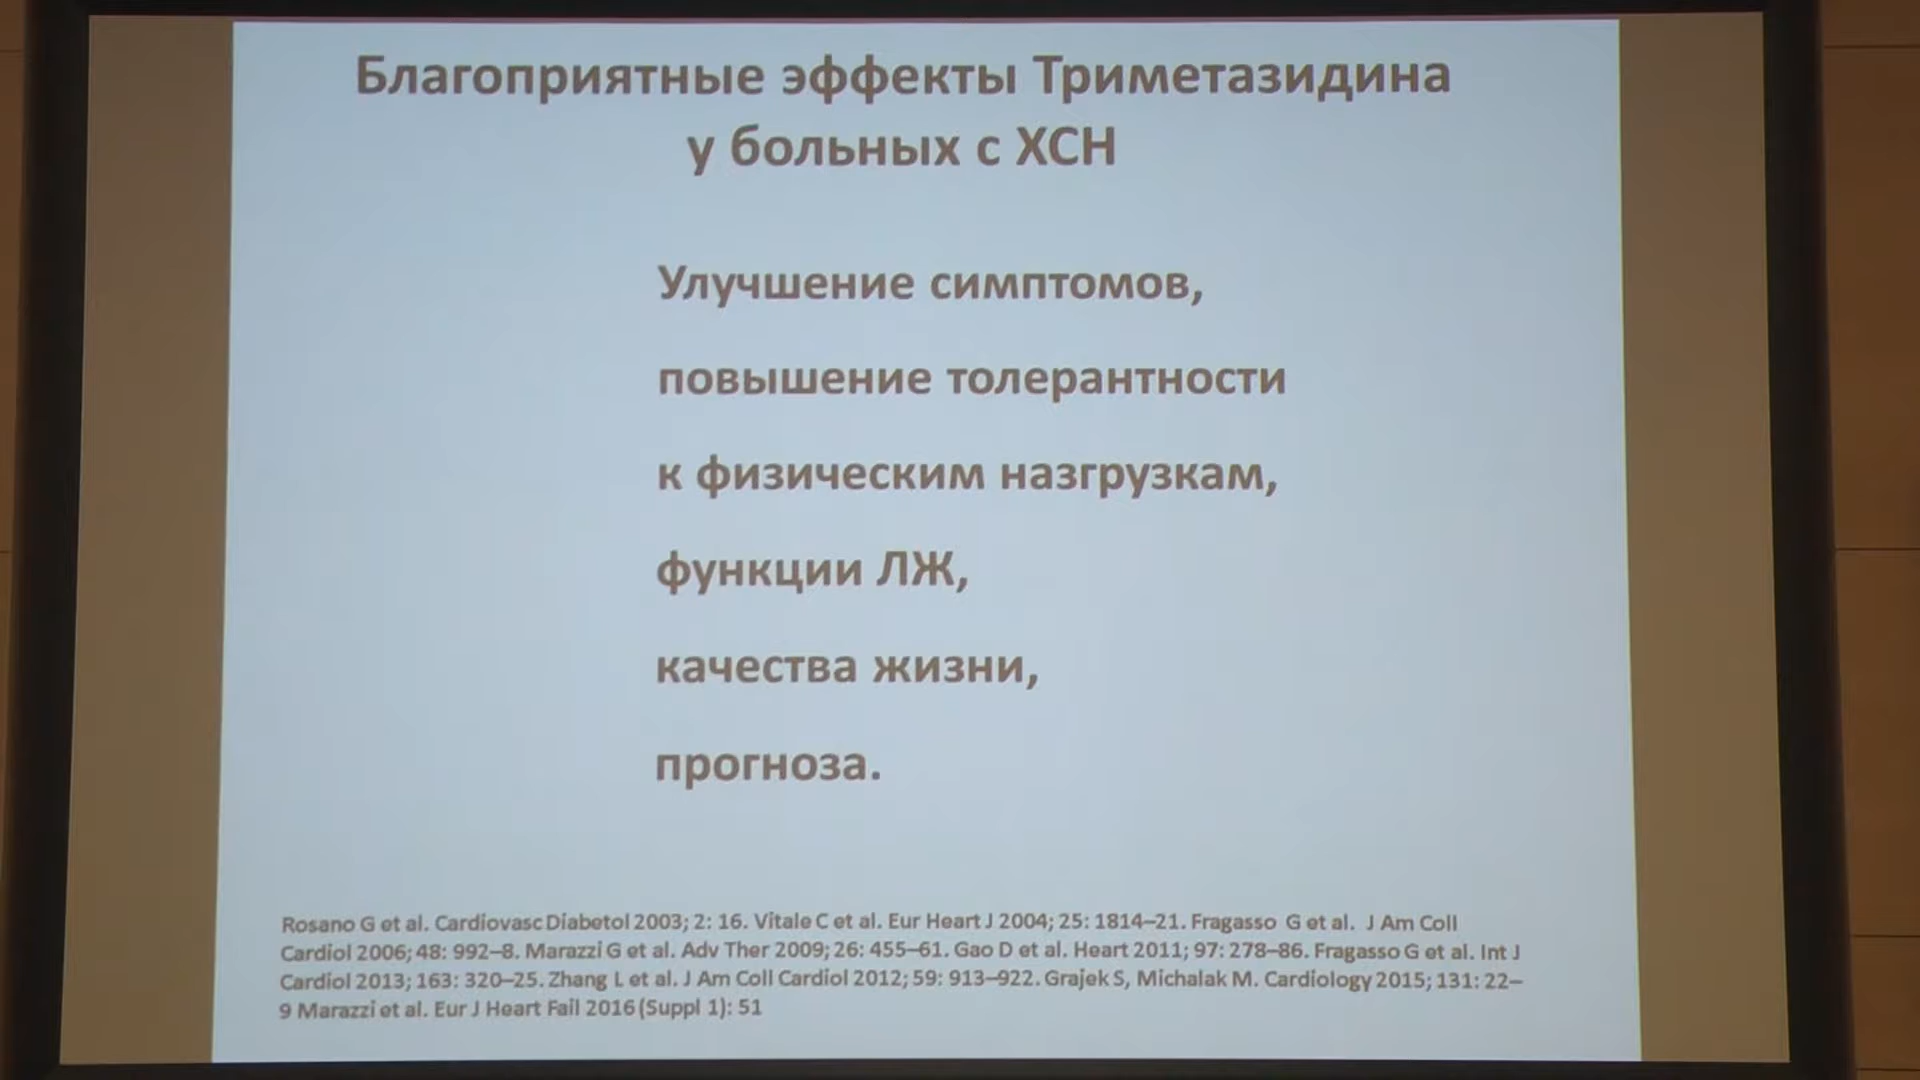 Благоприятные эффекты Триметазидина
у больных с ХСН
Улучшение симптомов,
повышение толерантности
к физическим назгрузкам,
функции ЛЖ,
качества жизни,
прогноза.
Rosano G et al. Cardiovasc Diabetol 2003; 2: 16. Vitale C et al. Eur Heart J 2004; 25: 1814–21. Fragasso G et al. J Am Coll
Cardiol 2006; 48: 992–8. Marazzi G et al. Adv Ther 2009; 26: 455–61. Gao D et al. Heart 2011; 97: 278–86. Fragasso G et al. Int J
Cardiol 2013; 163: 320–25. Zhang L et al. J Am Coll Cardiol 2012; 59: 913–922. Grajek S, Michalak M. Cardiology 2015; 131: 22–
9 Marazzi et al. Eur J Heart Fail 2016 (Suppl 1): 51